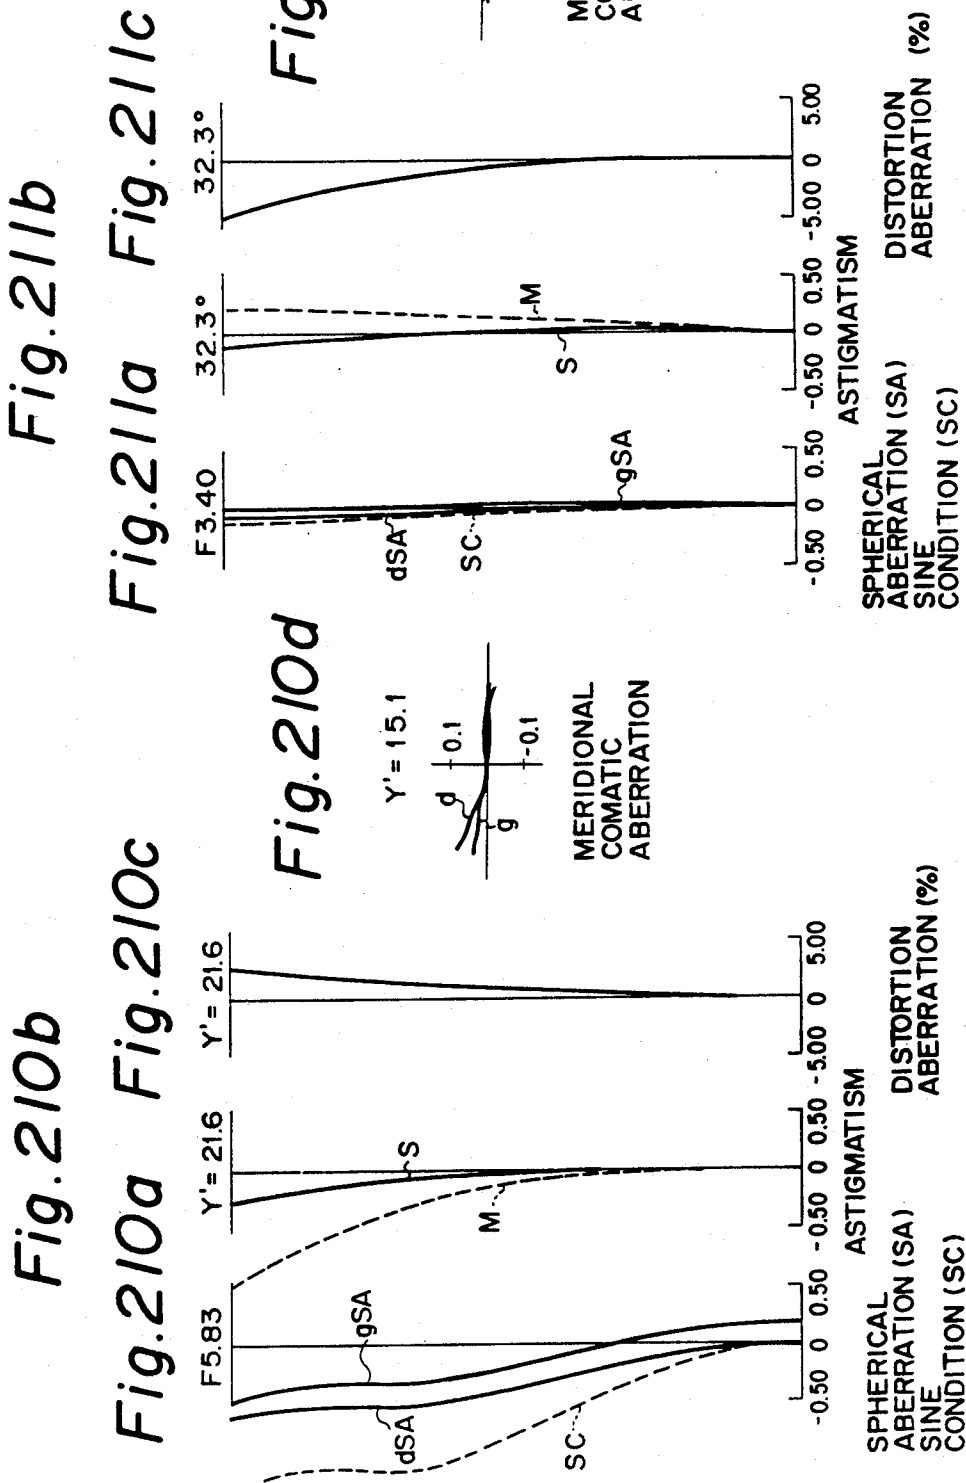 Fig.210b
Fig.210a
Fig.210c
F5.83
gSA
dSA
SC
-0.50 0 0.50
SPHERICAL
ABERRATION (SA)
SINE
CONDITION (SC)
Y'= 21.6
S
M
-0.50 0 0.50
ASTIGMATISM
Y'= 21.6
-5.00 0 5.00
DISTORTION
ABERRATION (%)
Fig.210d
Y'= 15.1
d
g
0.1
-0.1
MERIDIONAL
COMATIC
ABERRATION
Fig.211b
Fig.211a
Fig.211c
F3.40
dSA
SC
gSA
-0.50 0 0.50
SPHERICAL
ABERRATION (SA)
SINE
CONDITION (SC)
32.3°
M
S
-0.50 0 0.50
ASTIGMATISM
32.3°
-5.00 0 5.00
DISTORTION
ABERRATION (%)
Fig